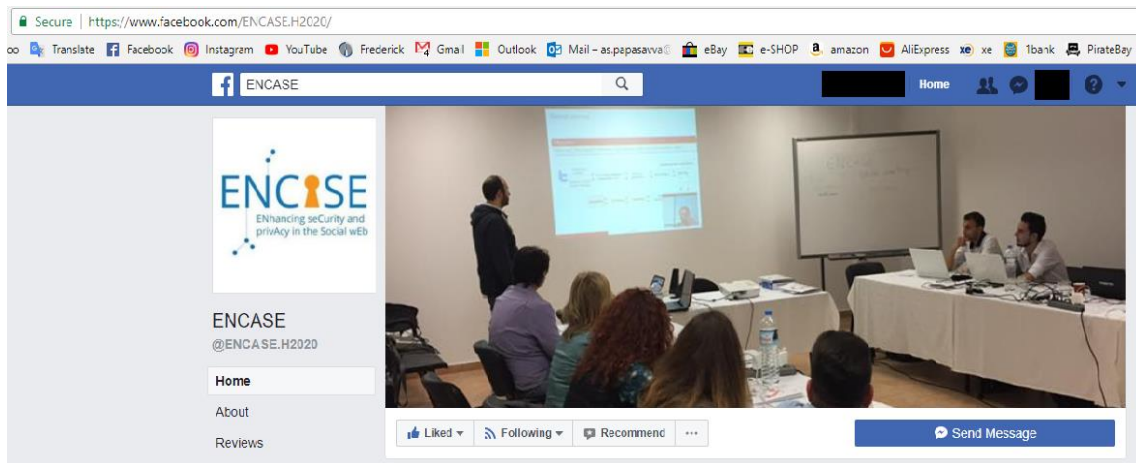 Secure | https://www.facebook.com/ENCASE.H2020/
oo Translate Facebook Instagram YouTube Frederick Gmail Outlook Mail – as.papasavva@ eBay e-SHOP amazon AliExpress xe 1bank PirateBay
ENCASE
Home
ENCASE
ENhancing seCurity and
privAcy in the Social wEb
ENCASE
@ENCASE.H2020
Home
About
Reviews
Liked Following Recommend ...
Send Message